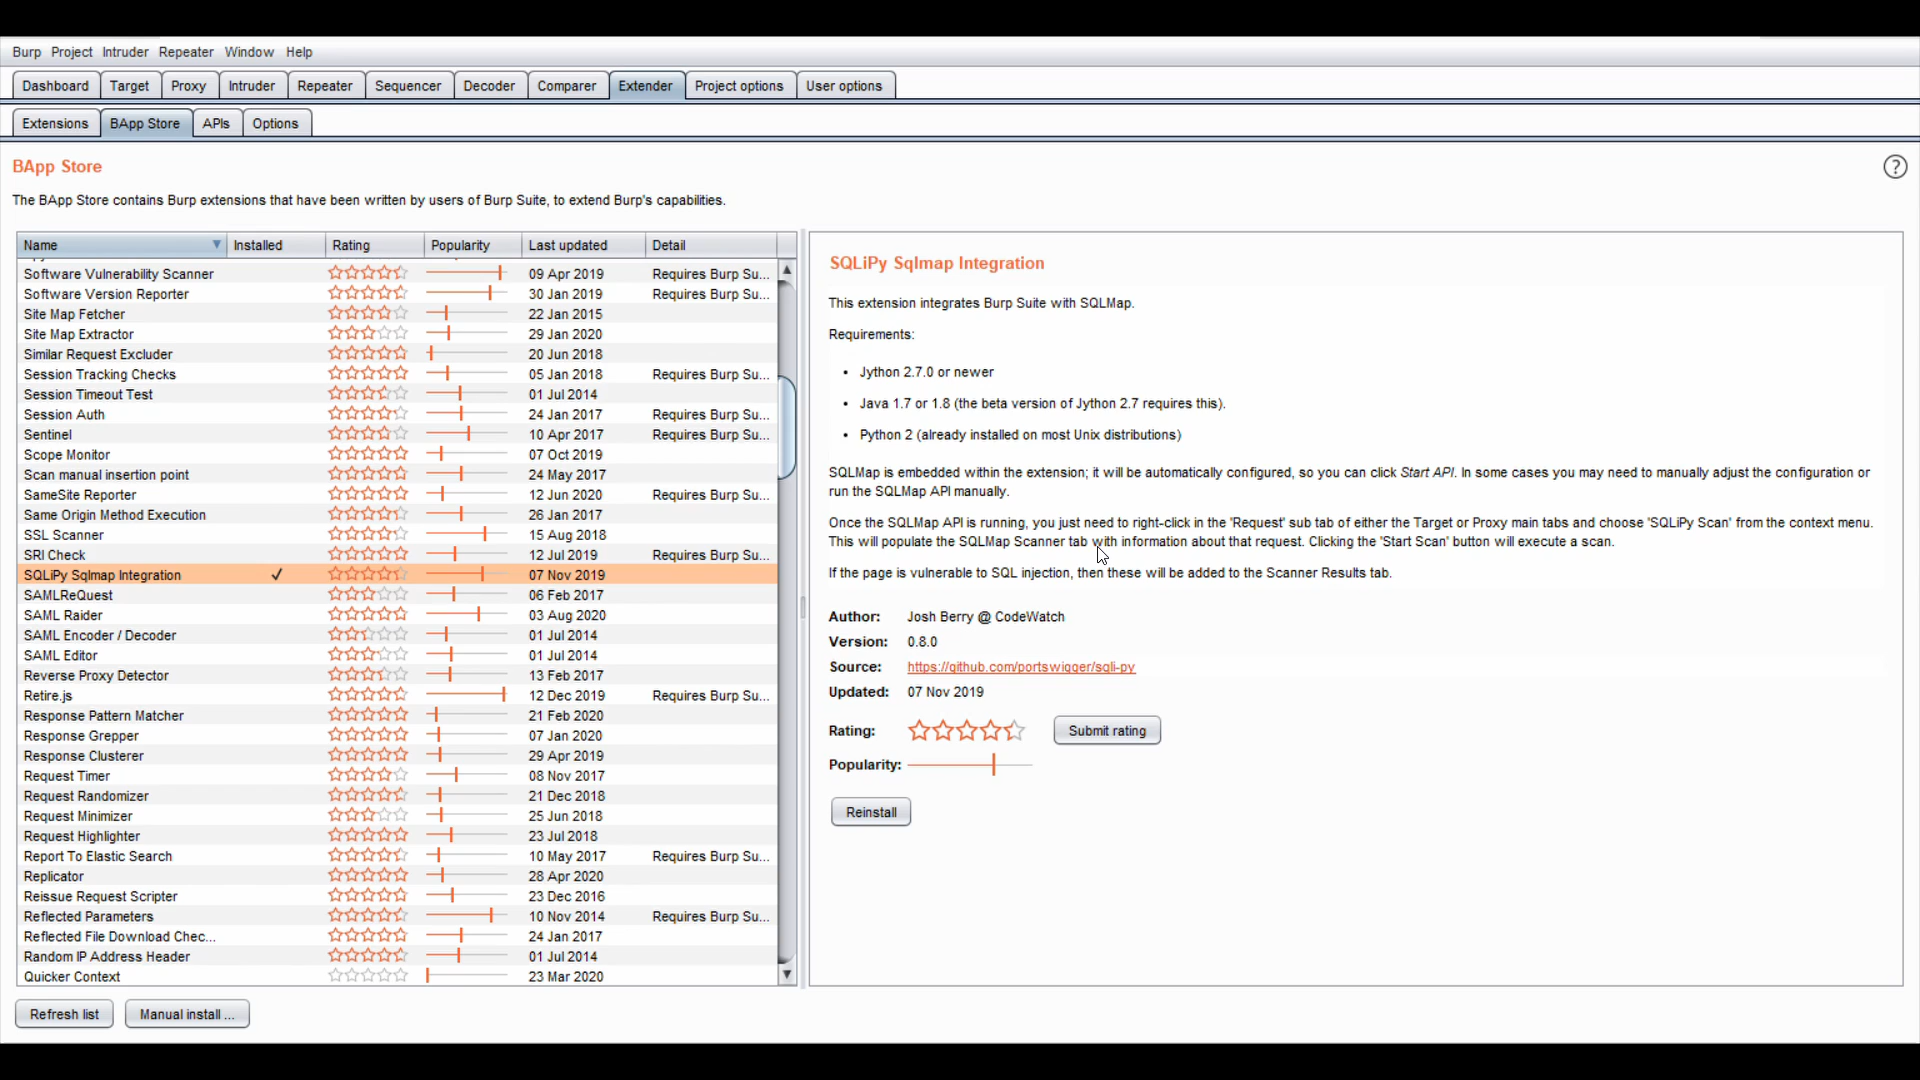 Burp Project Intruder Repeater Window Help
Dashboard Target Proxy Intruder Repeater Sequencer Decoder Comparer Extender Project options User options
Extensions BApp Store APIs Options
BApp Store
?
The BApp Store contains Burp extensions that have been written by users of Burp Suite, to extend Burp's capabilities.
Name Installed Rating Popularity Last updated Detail
Software Vulnerability Scanner 09 Apr 2019 Requires Burp Su...
Software Version Reporter 30 Jan 2019 Requires Burp Su...
Site Map Fetcher 22 Jan 2015
Site Map Extractor 29 Jan 2020
Similar Request Excluder 20 Jun 2018
Session Tracking Checks 05 Jan 2018 Requires Burp Su...
Session Timeout Test 01 Jul 2014
Session Auth 24 Jan 2017 Requires Burp Su...
Sentinel 10 Apr 2017 Requires Burp Su...
Scope Monitor 07 Oct 2019
Scan manual insertion point 24 May 2017
SameSite Reporter 12 Jun 2020 Requires Burp Su...
Same Origin Method Execution 26 Jan 2017
SSL Scanner 15 Aug 2018
SRI Check 12 Jul 2019 Requires Burp Su...
SQLiPy Sqlmap Integration ✓ 07 Nov 2019
SAMLReQuest 06 Feb 2017
SAML Raider 03 Aug 2020
SAML Encoder / Decoder 01 Jul 2014
SAML Editor 01 Jul 2014
Reverse Proxy Detector 13 Feb 2017
Retire.js 12 Dec 2019 Requires Burp Su...
Response Pattern Matcher 21 Feb 2020
Response Grepper 07 Jan 2020
Response Clusterer 29 Apr 2019
Request Timer 08 Nov 2017
Request Randomizer 21 Dec 2018
Request Minimizer 25 Jun 2018
Request Highlighter 23 Jul 2018
Report To Elastic Search 10 May 2017 Requires Burp Su...
Replicator 28 Apr 2020
Reissue Request Scripter 23 Dec 2016
Reflected Parameters 10 Nov 2014 Requires Burp Su...
Reflected File Download Chec... 24 Jan 2017
Random IP Address Header 01 Jul 2014
Quicker Context 23 Mar 2020
Refresh list Manual install ...
SQLiPy Sqlmap Integration
This extension integrates Burp Suite with SQLMap.
Requirements:
• Jython 2.7.0 or newer
• Java 1.7 or 1.8 (the beta version of Jython 2.7 requires this).
• Python 2 (already installed on most Unix distributions)
SQLMap is embedded within the extension; it will be automatically configured, so you can click Start API. In some cases you may need to manually adjust the configuration or
run the SQLMap API manually.
Once the SQLMap API is running, you just need to right-click in the 'Request' sub tab of either the Target or Proxy main tabs and choose 'SQLiPy Scan' from the context menu.
This will populate the SQLMap Scanner tab with information about that request. Clicking the 'Start Scan' button will execute a scan.
If the page is vulnerable to SQL injection, then these will be added to the Scanner Results tab.
Author: Josh Berry @ CodeWatch
Version: 0.8.0
Source: https://github.com/portswigger/sqli-py
Updated: 07 Nov 2019
Rating: Submit rating
Popularity:
Reinstall